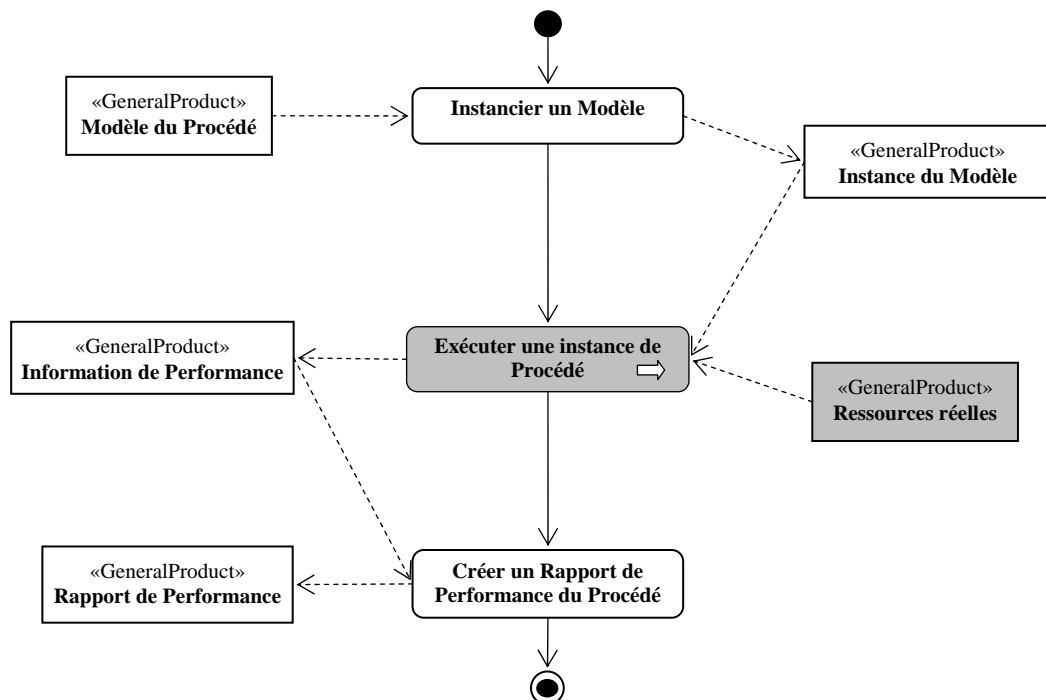 «GeneralProduct»
Modèle du Procédé
Instancier un Modèle
«GeneralProduct»
Instance du Modèle
«GeneralProduct»
Information de Performance
Exécuter une instance de
Procédé
«GeneralProduct»
Ressources réelles
«GeneralProduct»
Rapport de Performance
Créer un Rapport de
Performance du Procédé